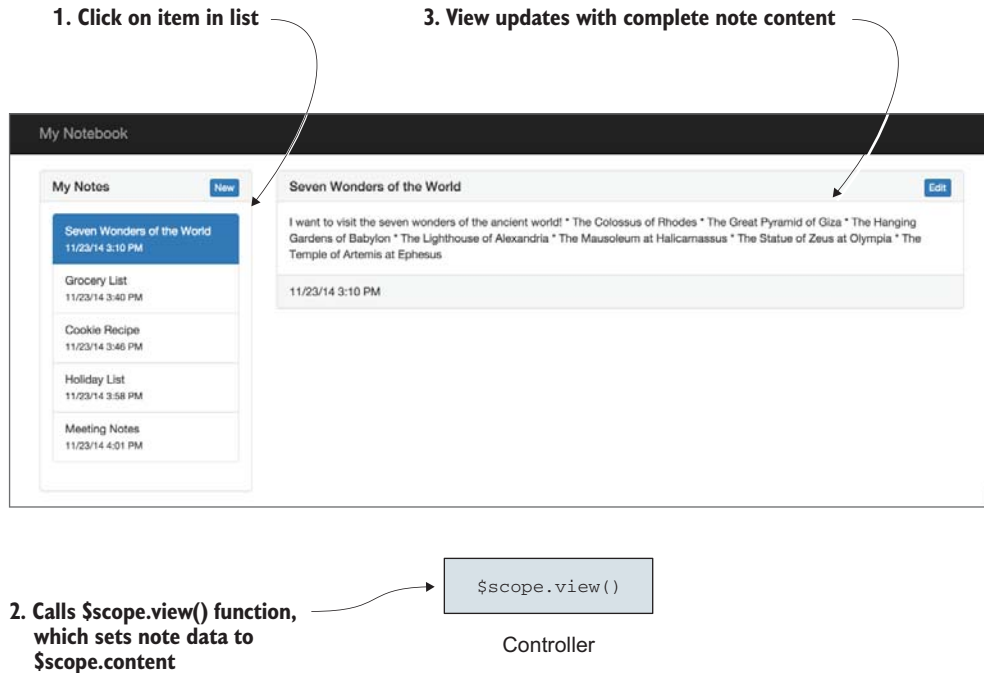 1. Click on item in list
3. View updates with complete note content
My Notebook
My Notes
New
Seven Wonders of the World
11/23/14 3:10 PM
Grocery List
11/23/14 3:40 PM
Cookie Recipe
11/23/14 3:46 PM
Holiday List
11/23/14 3:58 PM
Meeting Notes
11/23/14 4:01 PM
Seven Wonders of the World
Edit
I want to visit the seven wonders of the ancient world! * The Colossus of Rhodes * The Great Pyramid of Giza * The Hanging
Gardens of Babylon * The Lighthouse of Alexandria * The Mausoleum at Halicarnassus * The Statue of Zeus at Olympia * The
Temple of Artemis at Ephesus
11/23/14 3:10 PM
2. Calls $scope.view() function,
which sets note data to
$scope.content
$scope.view()
Controller